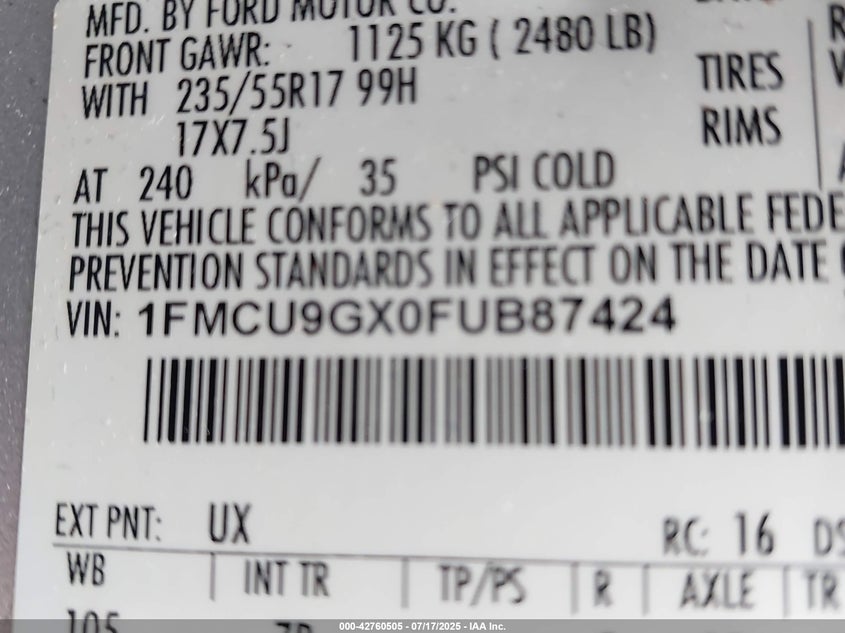 MFD. BY FORD MOTOR CO.
FRONT GAWR: 1125 KG ( 2480 LB)
WITH 235/55R17 99H TIRES
17X7.5J RIMS
AT 240 kPa/ 35 PSI COLD
THIS VEHICLE CONFORMS TO ALL APPLICABLE FEDE
PREVENTION STANDARDS IN EFFECT ON THE DATE
VIN: 1FMCU9GX0FUB87424
EXT PNT: UX RC: 16 DS
WB INT TR TP/PS R AXLE TR
105
000-42760505 - 07/17/2025 - IAA Inc.